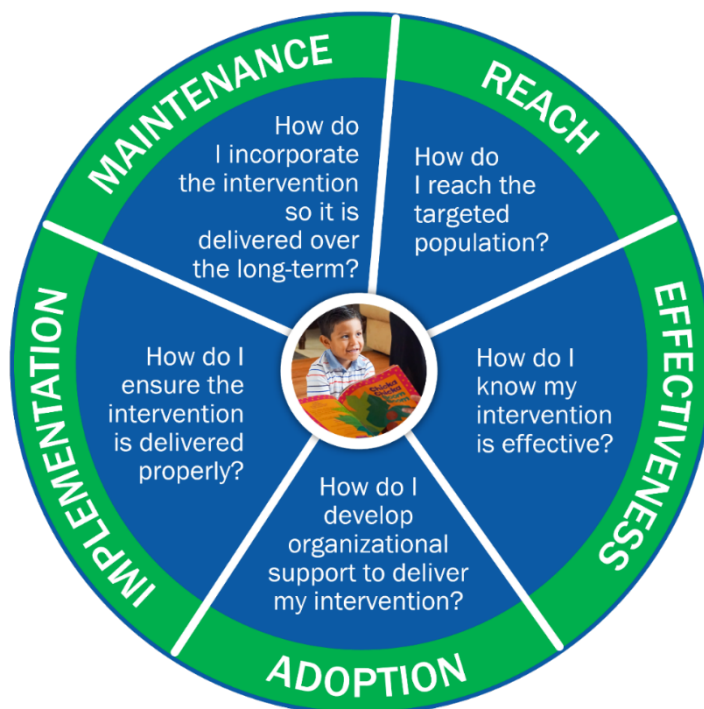 MAINTENANCE
How do
I incorporate
the intervention
so it is
delivered over
the long-term?
REACH
How do
I reach the
targeted
population?
EFFECTIVENESS
How do I
know my
intervention
is effective?
ADOPTION
How do I
develop
organizational
support to deliver
my intervention?
IMPLEMENTATION
How do I
ensure the
intervention
is delivered
properly?
Chicka
Chicka